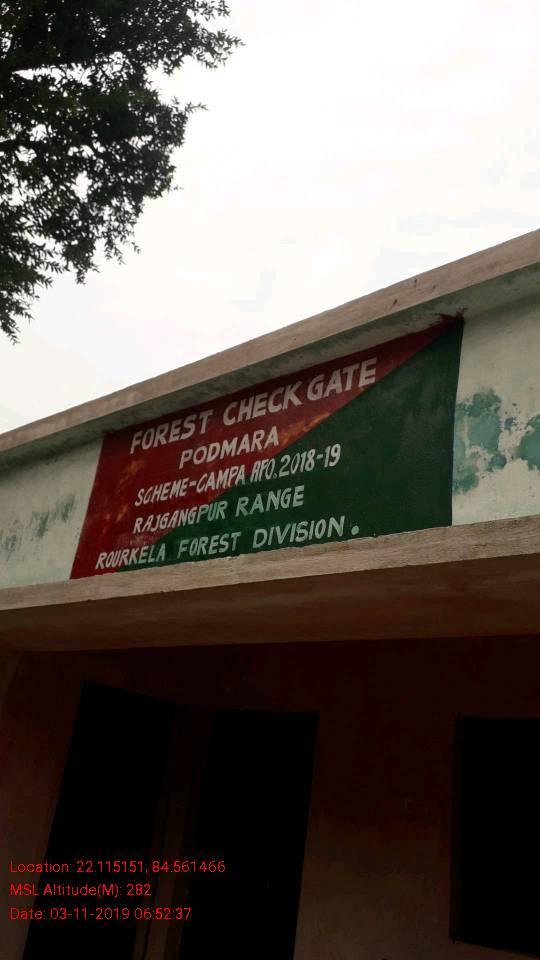 FOREST CHECK GATE
PODMARA
SCHEME-CAMPA APO. 2018-19
RAJGANGPUR RANGE
ROURKELA FOREST DIVISION.
Location: 22.115151, 84.561466
MSL Altitude(M): 282
Date: 03-11-2019 06:52:37